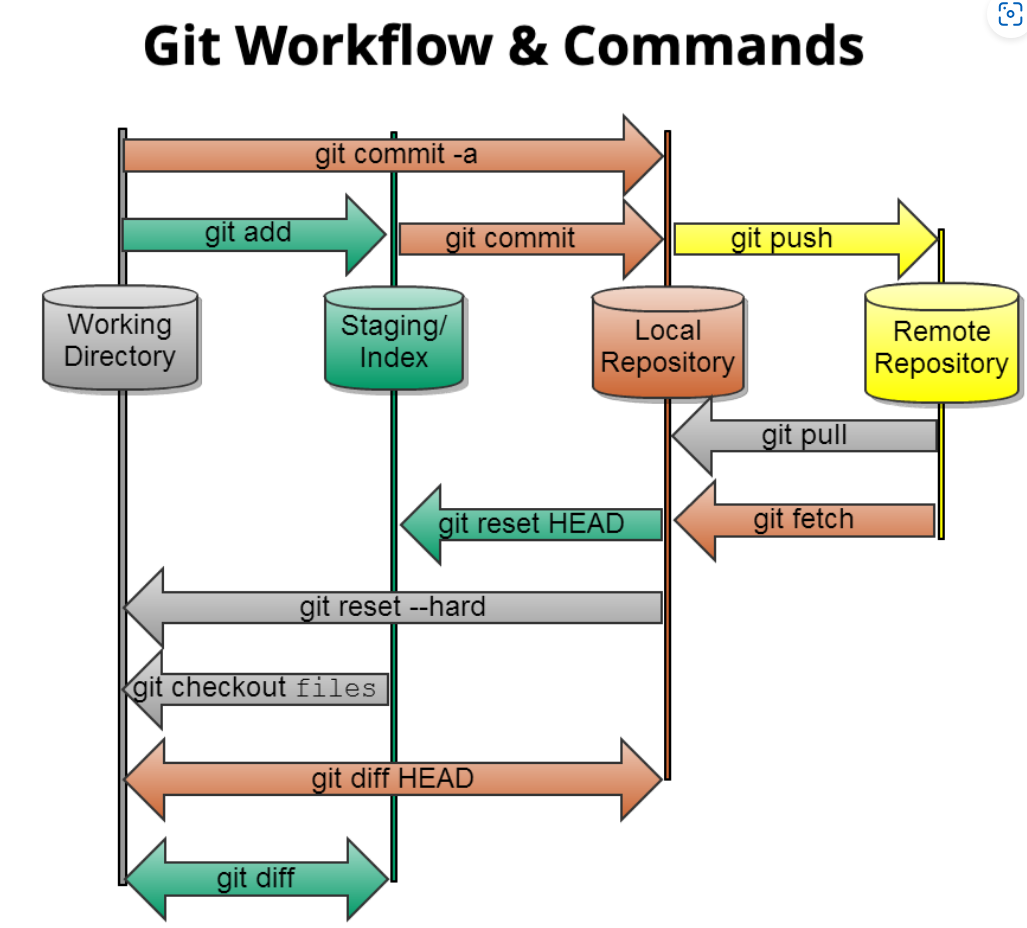 Git Workflow & Commands
git commit -a
git add
git commit
git push
Working
Directory
Staging/
Index
Local
Repository
Remote
Repository
git pull
git fetch
git reset HEAD
git reset --hard
git checkout files
git diff HEAD
git diff